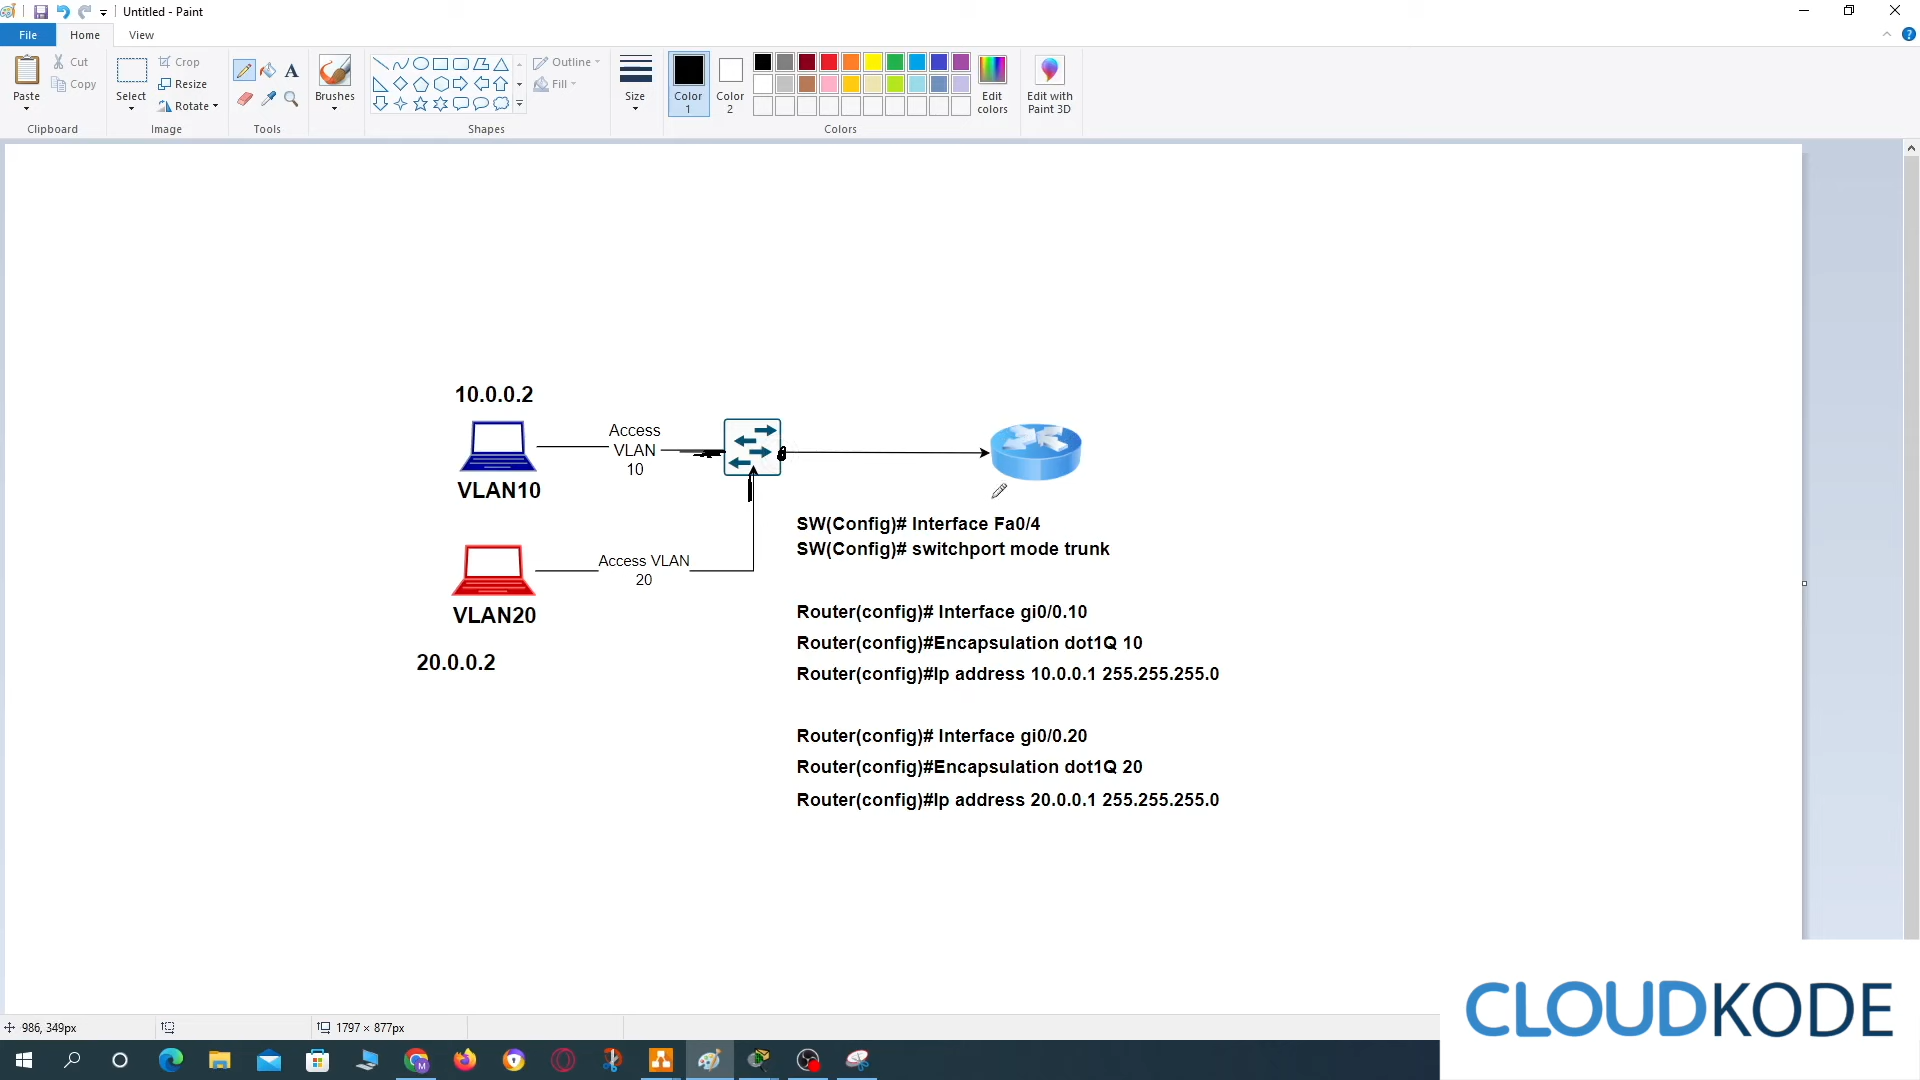 Untitled - Paint
File
Home
View
Paste
Cut
Copy
Clipboard
Select
Crop
Resize
Rotate
Image
Tools
Brushes
Shapes
Outline
Fill
Size
Color
1
Color
2
Edit
colors
Colors
Edit with
Paint 3D
10.0.0.2
Access
VLAN
10
VLAN10
Access VLAN
20
VLAN20
20.0.0.2
SW(Config)# Interface Fa0/4
SW(Config)# switchport mode trunk
Router(config)# Interface gi0/0.10
Router(config)#Encapsulation dot1Q 10
Router(config)#Ip address 10.0.0.1 255.255.255.0
Router(config)# Interface gi0/0.20
Router(config)#Encapsulation dot1Q 20
Router(config)#Ip address 20.0.0.1 255.255.255.0
986, 349px
1797 × 877px
CLOUDKODE